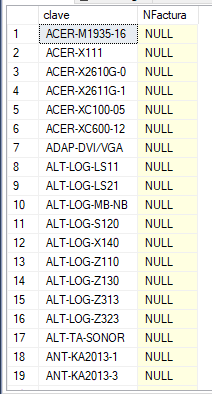 clave NFactura
1 ACER-M1935-16 NULL
2 ACER-X111 NULL
3 ACER-X2610G-0 NULL
4 ACER-X2611G-1 NULL
5 ACER-XC100-05 NULL
6 ACER-XC600-12 NULL
7 ADAP-DVI/VGA NULL
8 ALT-LOG-LS11 NULL
9 ALT-LOG-LS21 NULL
10 ALT-LOG-MB-NB NULL
11 ALT-LOG-S120 NULL
12 ALT-LOG-X140 NULL
13 ALT-LOG-Z110 NULL
14 ALT-LOG-Z130 NULL
15 ALT-LOG-Z313 NULL
16 ALT-LOG-Z323 NULL
17 ALT-TA-SONOR NULL
18 ANT-KA2013-1 NULL
19 ANT-KA2013-3 NULL